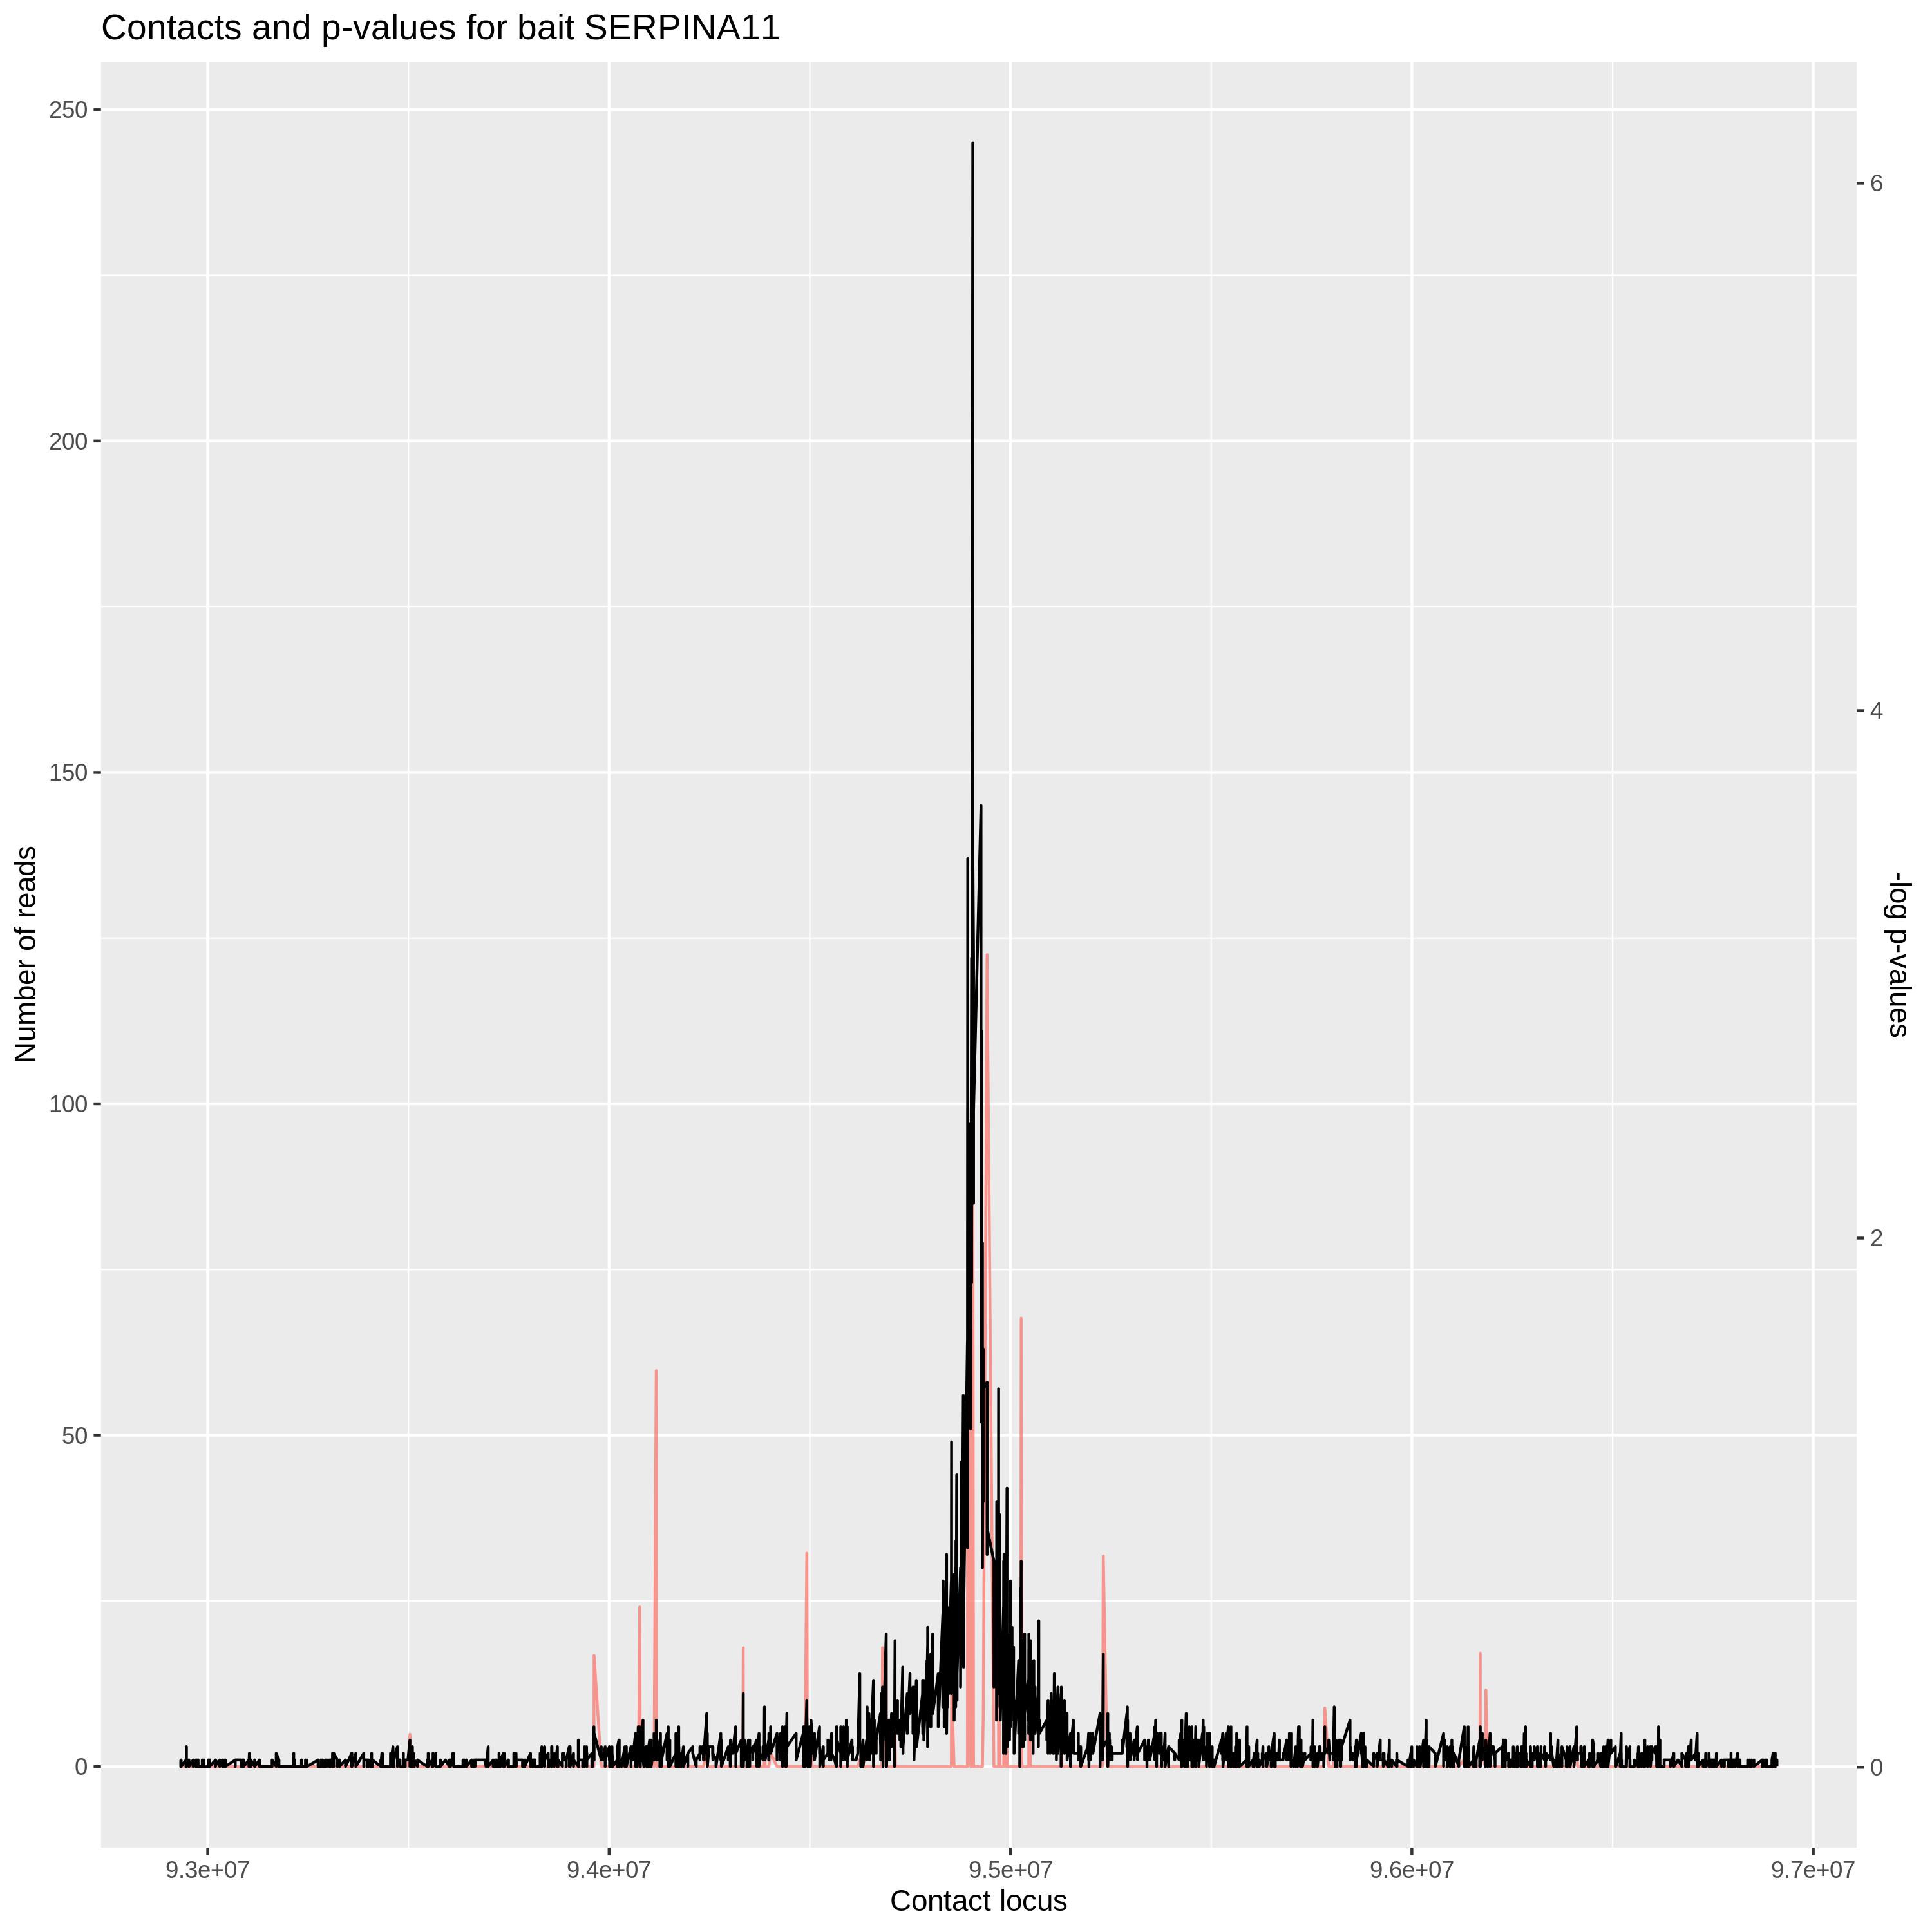 Contacts and p-values for bait SERPINA11
250
200
150
100
50
0
Number of reads
6
4
2
0
-log p-values
9.3e+07
9.4e+07
9.5e+07
9.6e+07
9.7e+07
Contact locus